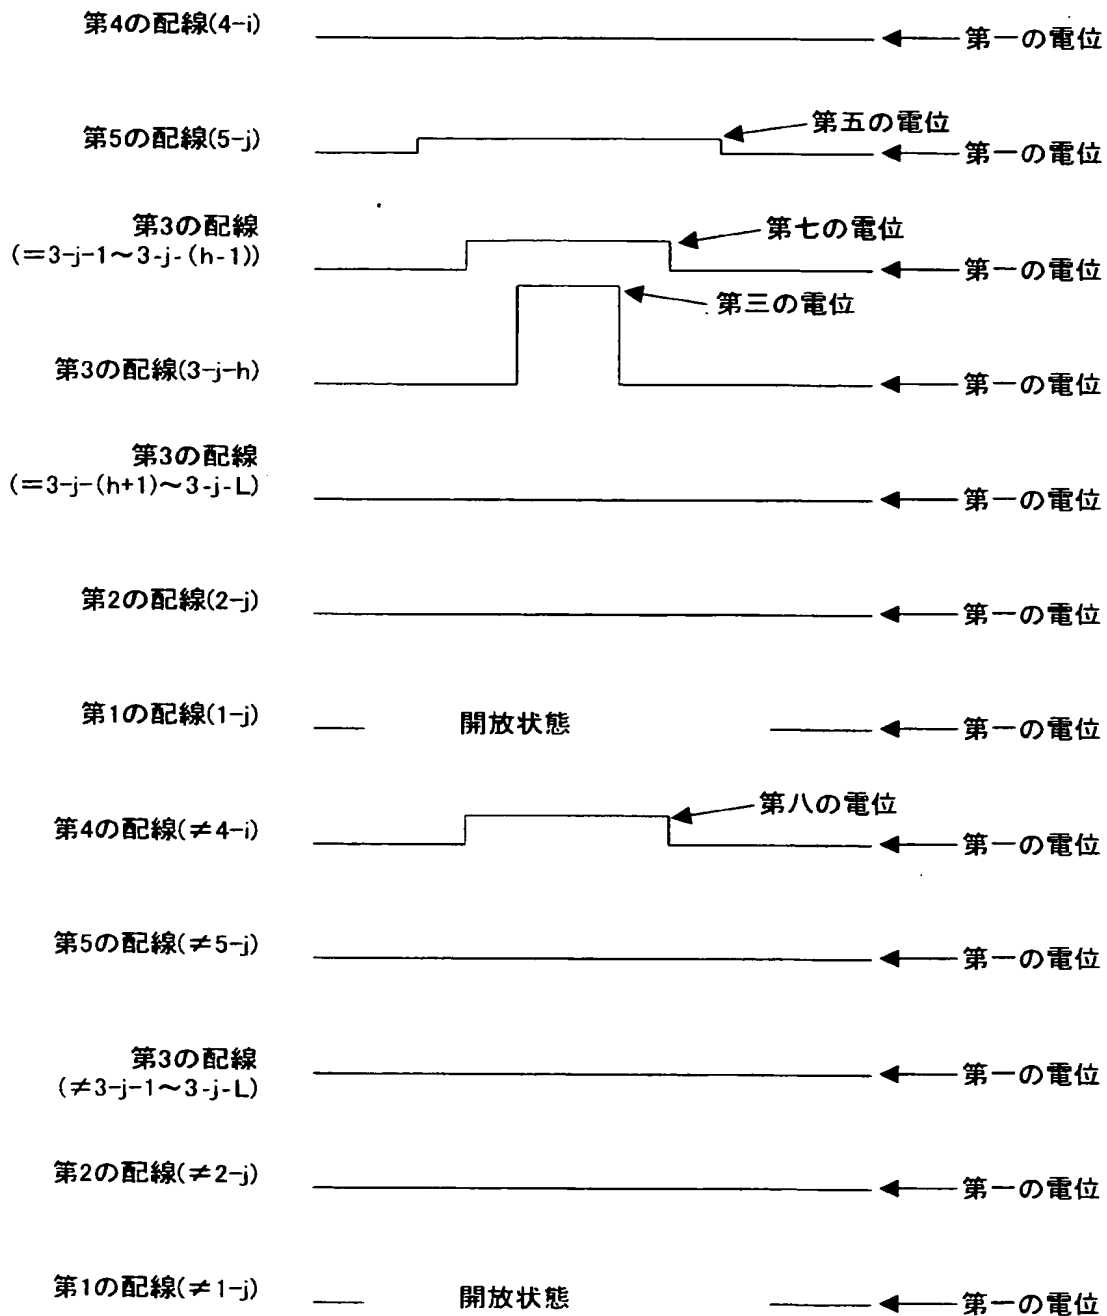 第4の配線(4-i)
第一の電位
第五の電位
第5の配線(5-j)
第一の電位
第3の配線
(=3-j-1～3-j-(h-1))
第七の電位
第一の電位
第三の電位
第3の配線(3-j-h)
第一の電位
第3の配線
(=3-j-(h+1)～3-j-L)
第一の電位
第2の配線(2-j)
第一の電位
第1の配線(1-j)
開放状態
第一の電位
第八の電位
第4の配線(≠4-i)
第一の電位
第5の配線(≠5-j)
第一の電位
第3の配線
(≠3-j-1～3-j-L)
第一の電位
第2の配線(≠2-j)
第一の電位
第1の配線(≠1-j)
開放状態
第一の電位